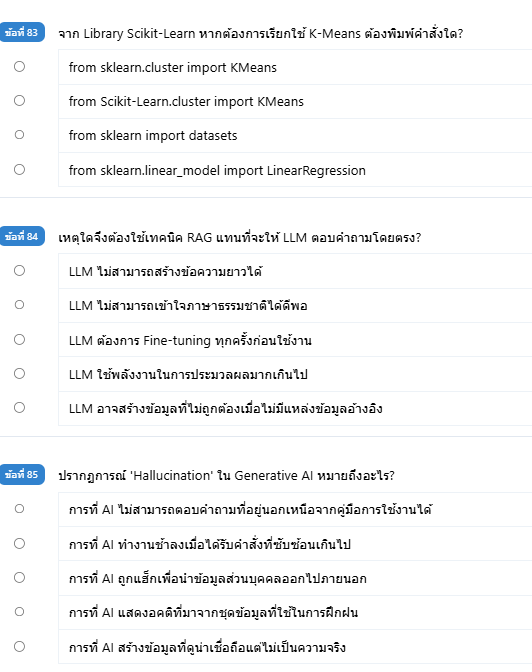 ข้อที่ 83 จาก Library Scikit-Learn หากต้องการเรียกใช้ K-Means ต้องพิมพ์คำสั่งใด?
from sklearn.cluster import KMeans
from Scikit-Learn.cluster import KMeans
from sklearn import datasets
from sklearn.linear_model import LinearRegression
ข้อที่ 84 เหตุใดจึงต้องใช้เทคนิค RAG แทนที่จะให้ LLM ตอบคำถามโดยตรง?
LLM ไม่สามารถสร้างข้อความยาวได้
LLM ไม่สามารถเข้าใจภาษาธรรมชาติได้ดีพอ
LLM ต้องการ Fine-tuning ทุกครั้งก่อนใช้งาน
LLM ใช้พลังงานในการประมวลผลมากเกินไป
LLM อาจสร้างข้อมูลที่ไม่ถูกต้องเมื่อไม่มีแหล่งข้อมูลอ้างอิง
ข้อที่ 85 ปรากฏการณ์ 'Hallucination' ใน Generative AI หมายถึงอะไร?
การที่ AI ไม่สามารถตอบคำถามที่อยู่นอกเหนือจากคู่มือการใช้งานได้
การที่ AI ทำงานช้าลงเมื่อได้รับคำสั่งที่ซับซ้อนเกินไป
การที่ AI ถูกแฮ็กเพื่อนำข้อมูลส่วนบุคคลออกไปภายนอก
การที่ AI แสดงอคติที่มาจากชุดข้อมูลที่ใช้ในการฝึกฝน
การที่ AI สร้างข้อมูลที่ดูน่าเชื่อถือแต่ไม่เป็นความจริง